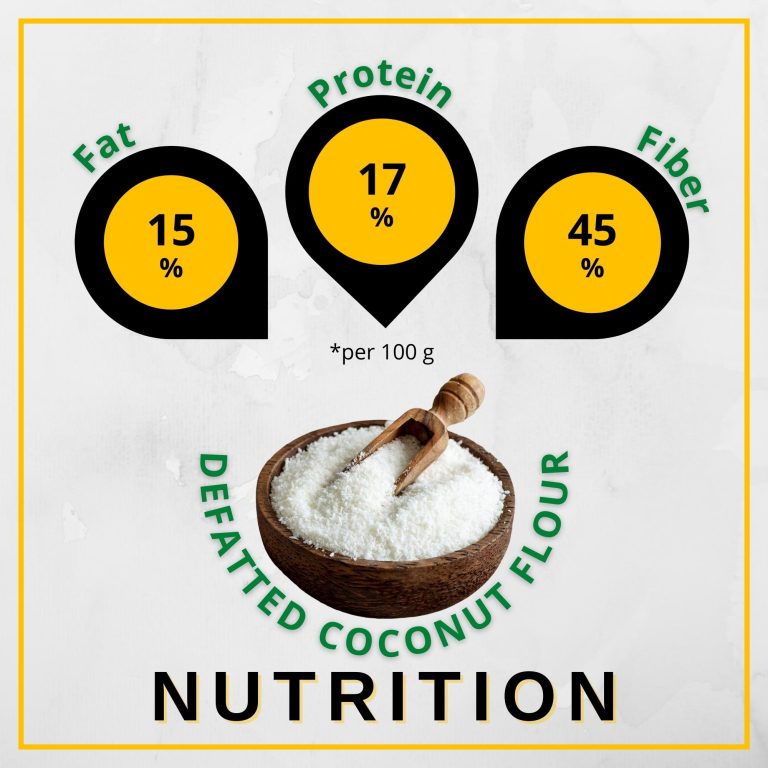 Fat
15
%
Protein
17
%
Fiber
45
%
*per 100 g
DEFATTED COCONUT FLOUR
NUTRITION